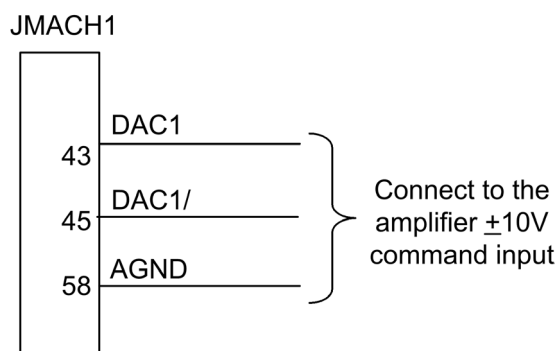 JMACH1
DAC1
43
DAC1/
45
AGND
58
Connect to the
amplifier ±10V
command input